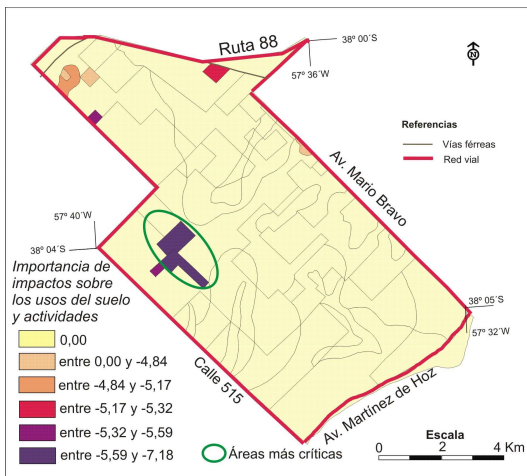 Ruta 88
38º 00´S
57º 36´W
N
Referencias
Vías férreas
Red vial
Av. Mario Bravo
57º 40´W
38º 04´S
Importancia de
impactos sobre
los usos del suelo
y actividades
0,00
entre 0,00 y -4,84
entre -4,84 y -5,17
entre -5,17 y -5,32
entre -5,32 y -5,59
entre -5,59 y -7,18
Calle 515
Áreas más críticas
Av. Martínez de Hoz
38º 05´S
57º 32´W
Escala
0 2 4 Km